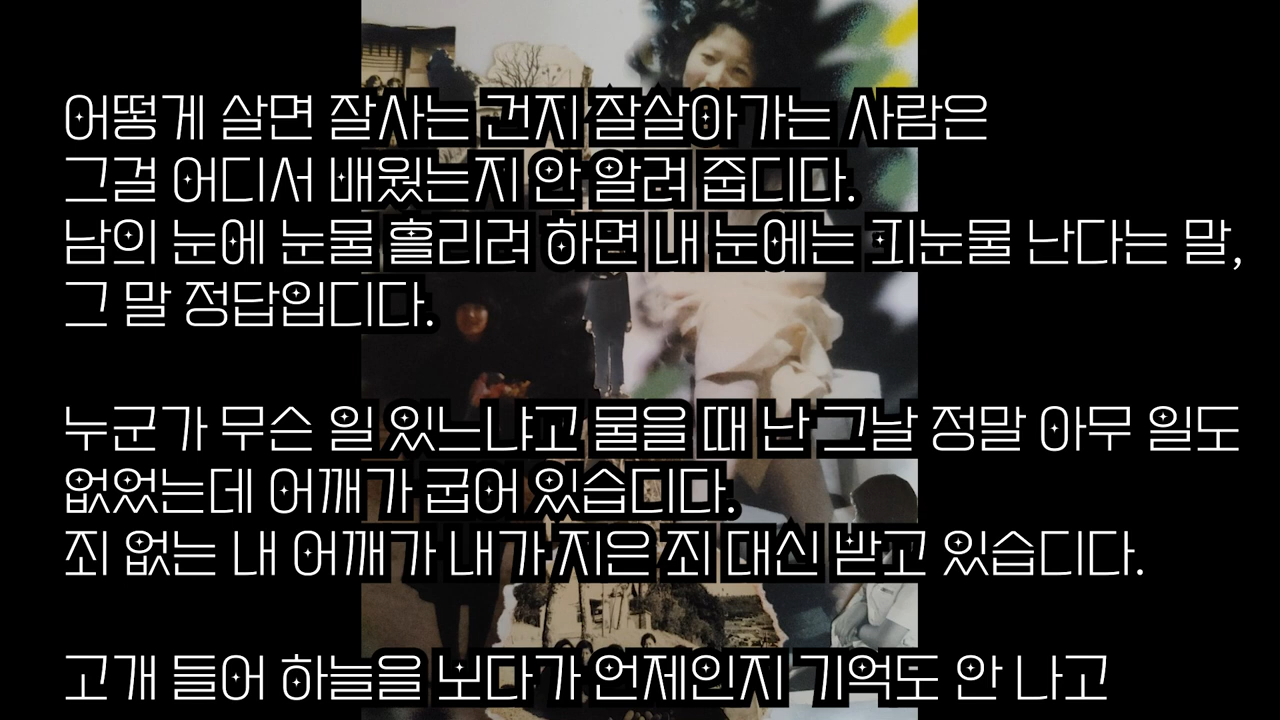 어떻게 살면 잘사는 건지 잘살아가는 사람은
그걸 어디서 배웠는지 안 알려 줍디다.
남의 눈에 눈물 흘리려 하면 내 눈에는 피눈물 난다는 말,
그 말 정답입디다.
누군가 무슨 일 있느냐고 물을 때 난 그날 정말 아무 일도
없었는데 어깨가 굽어 있습디다.
죄 없는 내 어깨가 내가 지은 죄 대신 받고 있습디다.
고개 들어 하늘을 보다가 언제인지 기억도 안 나고